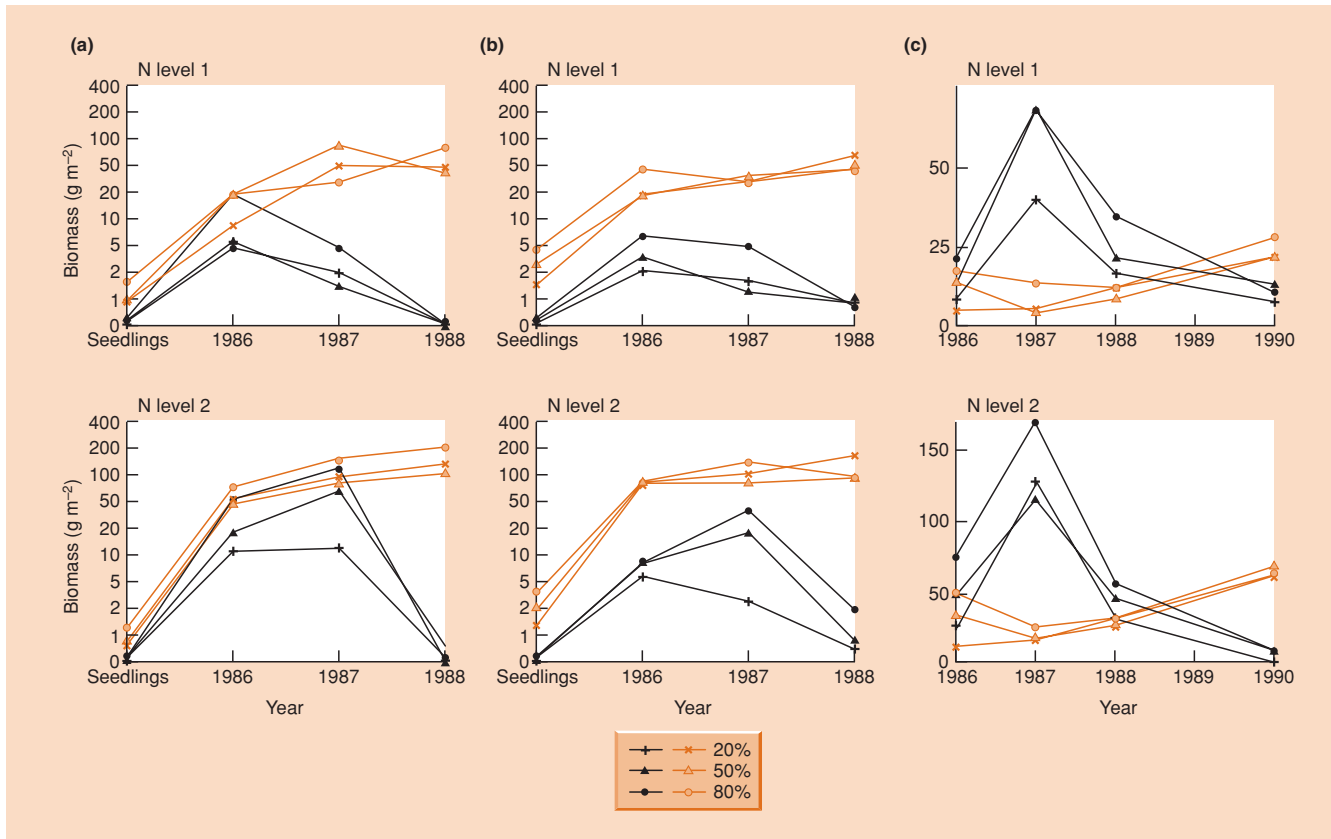 (a)
(b)
(c)
N level 1
N level 1
N level 1
Biomass (g m⁻²)
400
200
100
50
20
10
5
2
1
0
Seedlings 1986 1987 1988
400
200
100
50
20
10
5
2
1
0
Seedlings 1986 1987 1988
50
25
0
1986 1987 1988 1989 1990
N level 2
N level 2
N level 2
Biomass (g m⁻²)
400
200
100
50
20
10
5
2
1
0
Seedlings 1986 1987 1988
Year
400
200
100
50
20
10
5
2
1
0
Seedlings 1986 1987 1988
Year
150
100
50
0
1986 1987 1988 1989 1990
Year
20%
50%
80%